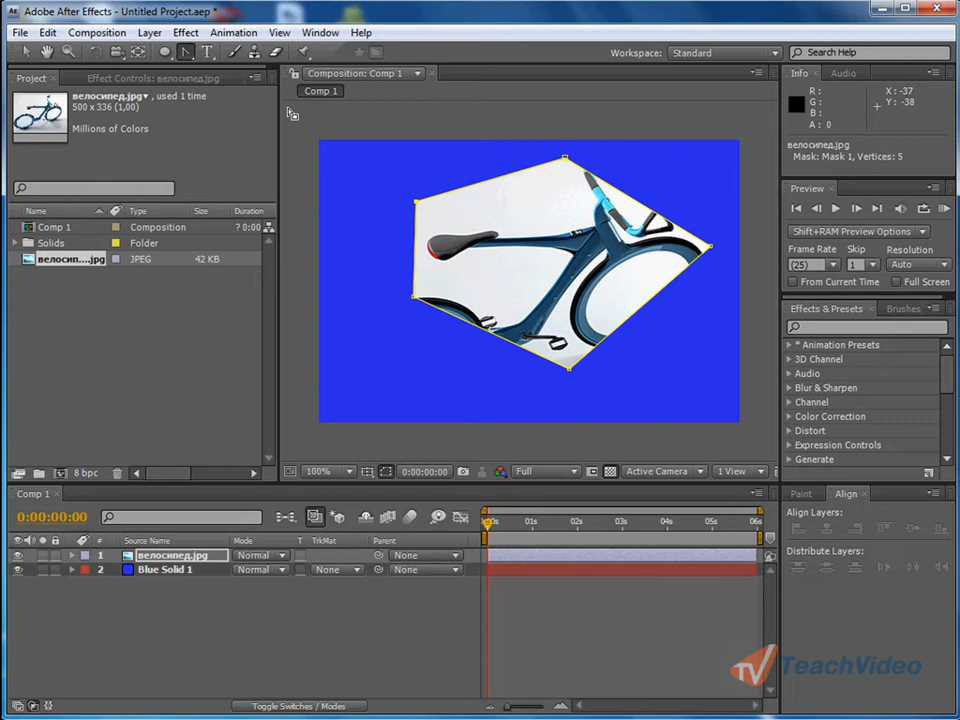 Adobe After Effects - Untitled Project.aep *
File Edit Composition Layer Effect Animation View Window Help
Workspace: Standard
Search Help
Project Effect Controls: велосипед.jpg
велосипед.jpg , used 1 time
500 x 336 (1,00)
Millions of Colors
Name Type Size Duration
Comp 1 Composition ? 0:00
Solids Folder
велосип....jpg JPEG 42 KB
8 bpc
Composition: Comp 1
Comp 1
100% 0:00:00:00 Full Active Camera 1 View
Info Audio
R : X : -37
G : Y : -38
B :
A : 0
велосипед.jpg
Mask: Mask 1, Vertices: 5
Preview
Shift+RAM Preview Options
Frame Rate Skip Resolution
(25) 1 Auto
From Current Time Full Screen
Effects & Presets Brushes
* Animation Presets
3D Channel
Audio
Blur & Sharpen
Channel
Color Correction
Distort
Expression Controls
Generate
Comp 1
0:00:00:00
01s 02s 03s 04s 05s 06s
# Source Name Mode T TrkMat Parent
1 велосипед.jpg Normal None
2 Blue Solid 1 Normal None None
Toggle Switches / Modes
Paint Align
Align Layers:
Distribute Layers:
TV TeachVideo